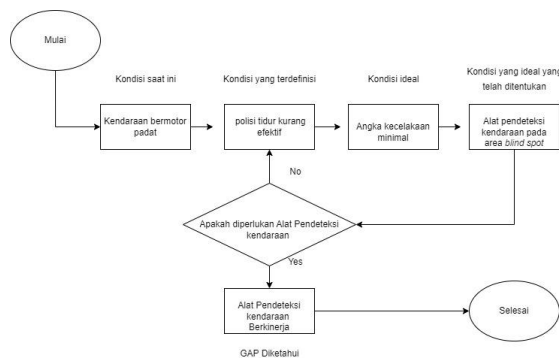 Mulai
Kondisi saat ini
Kondisi yang terdefinisi
Kondisi ideal
Kondisi yang ideal yang
telah ditentukan
Kendaraan bermotor
padat
polisi tidur kurang
efektif
Angka kecelakaan
minimal
Alat pendeteksi
kendaraan pada
area blind spot
No
Apakah diperlukan Alat Pendeteksi
kendaraan
Yes
Alat Pendeteksi
kendaraan
Berkinerja
Selesai
GAP Diketahui